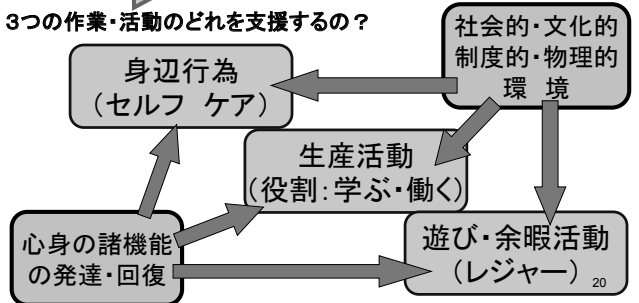 3つの作業・活動のどれを支援するの？
社会的・文化的
制度的・物理的
環　境
身辺行為
（セルフ ケア）
生産活動
（役割：学ぶ・働く）
心身の諸機能
の発達・回復
遊び・余暇活動
（レジャー）
20